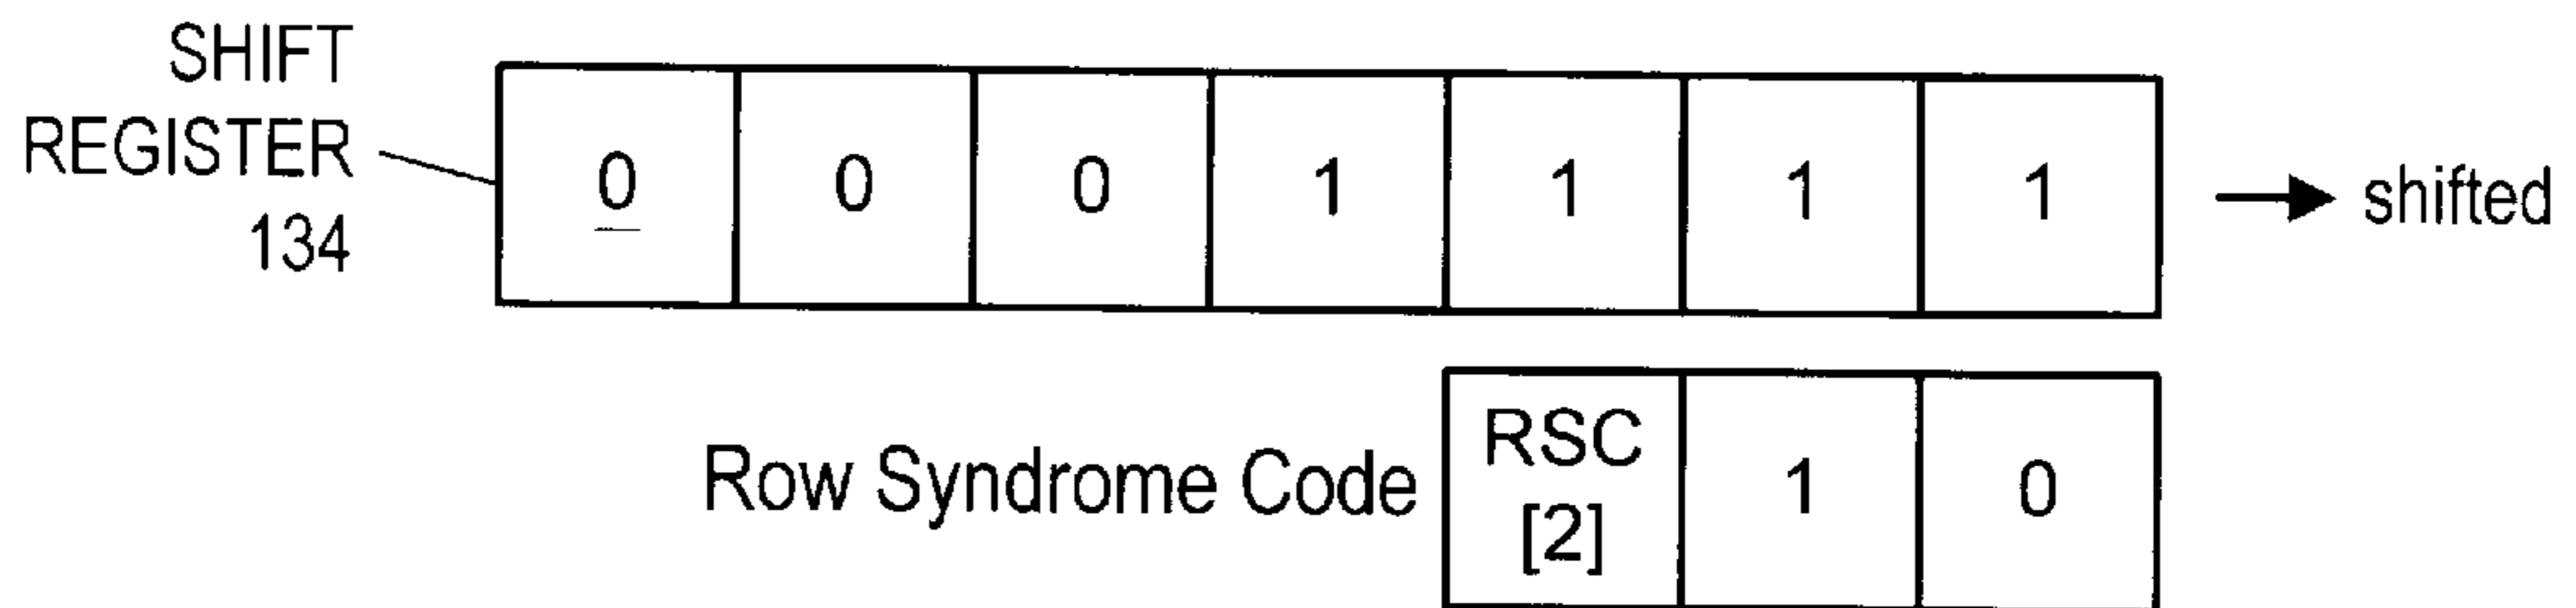 SHIFT
REGISTER
134
0 0 0 1 1 1 1
shifted
Row Syndrome Code
RSC
[2]
1 0